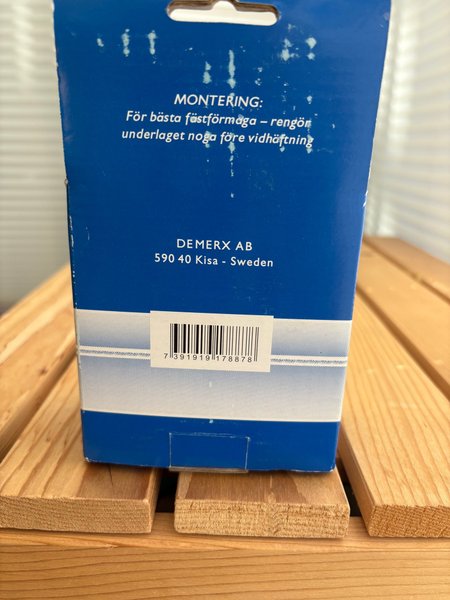 MONTERING:
För bästa fästförmåga – rengör
underlaget noga före vidhäftning
DEMERX AB
590 40 Kisa - Sweden
7 391919 178878